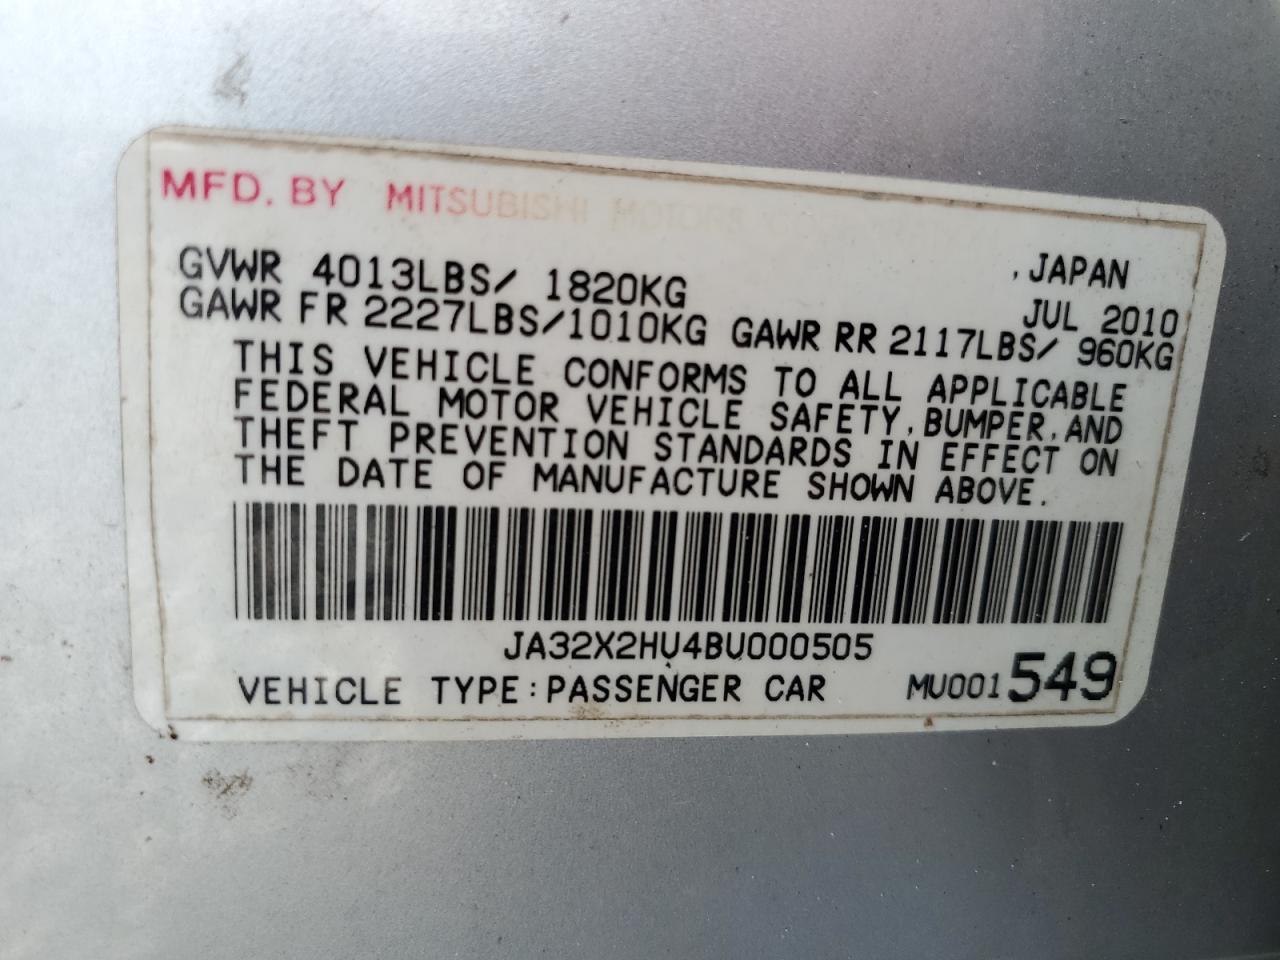 MFD. BY MITSUBISHI MOTORS CORPORATION, JAPAN
GVWR 4013LBS/ 1820KG JUL 2010
GAWR FR 2227LBS/1010KG GAWR RR 2117LBS/ 960KG
THIS VEHICLE CONFORMS TO ALL APPLICABLE
FEDERAL MOTOR VEHICLE SAFETY, BUMPER, AND
THEFT PREVENTION STANDARDS IN EFFECT ON
THE DATE OF MANUFACTURE SHOWN ABOVE.
JA32X2HU4BU000505
VEHICLE TYPE:PASSENGER CAR MU001549